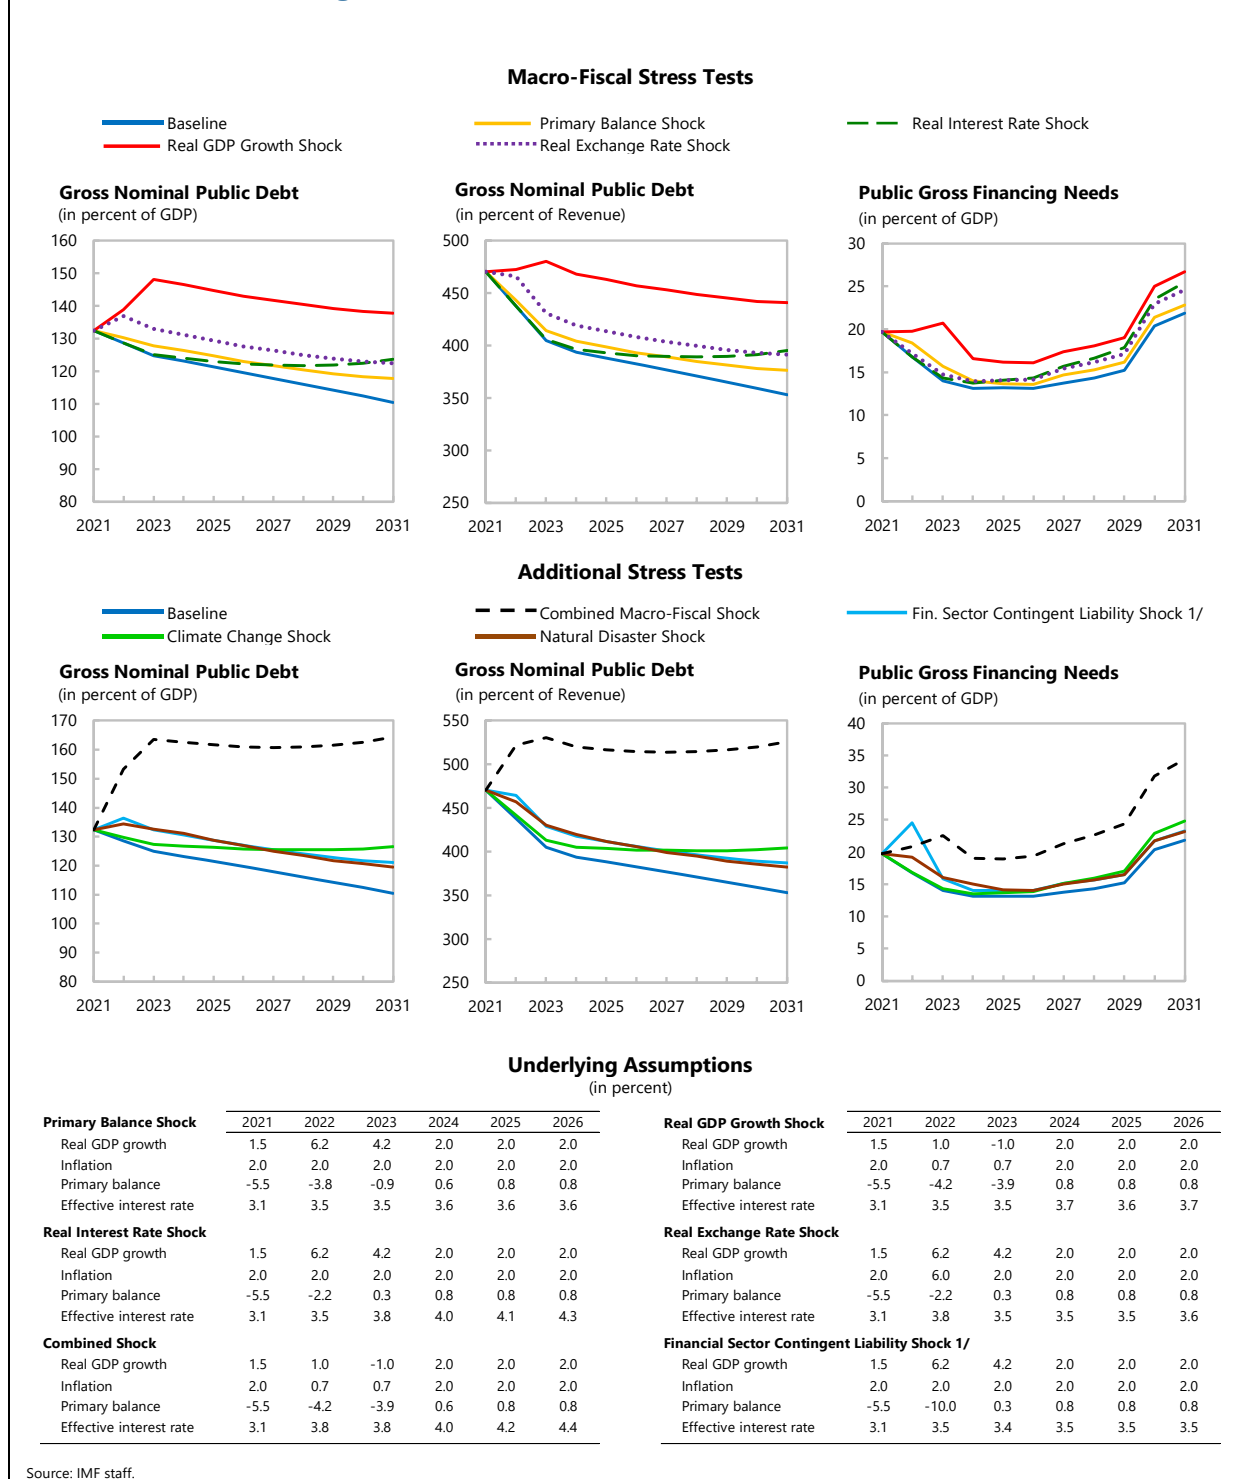 Macro-Fiscal Stress Tests
Baseline
Primary Balance Shock
Real Interest Rate Shock
Real GDP Growth Shock
Real Exchange Rate Shock
Gross Nominal Public Debt
(in percent of GDP)
160
150
140
130
120
110
100
90
80
2021 2023 2025 2027 2029 2031
Gross Nominal Public Debt
(in percent of Revenue)
500
450
400
350
300
250
2021 2023 2025 2027 2029 2031
Public Gross Financing Needs
(in percent of GDP)
30
25
20
15
10
5
0
2021 2023 2025 2027 2029 2031
Additional Stress Tests
Baseline
Combined Macro-Fiscal Shock
Fin. Sector Contingent Liability Shock 1/
Climate Change Shock
Natural Disaster Shock
Gross Nominal Public Debt
(in percent of GDP)
170
160
150
140
130
120
110
100
90
80
2021 2023 2025 2027 2029 2031
Gross Nominal Public Debt
(in percent of Revenue)
550
500
450
400
350
300
250
2021 2023 2025 2027 2029 2031
Public Gross Financing Needs
(in percent of GDP)
40
35
30
25
20
15
10
5
0
2021 2023 2025 2027 2029 2031
Underlying Assumptions
(in percent)
Primary Balance Shock 2021 2022 2023 2024 2025 2026
Real GDP growth 1.5 6.2 4.2 2.0 2.0 2.0
Inflation 2.0 2.0 2.0 2.0 2.0 2.0
Primary balance -5.5 -3.8 -0.9 0.6 0.8 0.8
Effective interest rate 3.1 3.5 3.5 3.6 3.6 3.6
Real Interest Rate Shock
Real GDP growth 1.5 6.2 4.2 2.0 2.0 2.0
Inflation 2.0 2.0 2.0 2.0 2.0 2.0
Primary balance -5.5 -2.2 0.3 0.8 0.8 0.8
Effective interest rate 3.1 3.5 3.8 4.0 4.1 4.3
Combined Shock
Real GDP growth 1.5 1.0 -1.0 2.0 2.0 2.0
Inflation 2.0 0.7 0.7 2.0 2.0 2.0
Primary balance -5.5 -4.2 -3.9 0.6 0.8 0.8
Effective interest rate 3.1 3.8 3.8 4.0 4.2 4.4
Real GDP Growth Shock 2021 2022 2023 2024 2025 2026
Real GDP growth 1.5 1.0 -1.0 2.0 2.0 2.0
Inflation 2.0 0.7 0.7 2.0 2.0 2.0
Primary balance -5.5 -4.2 -3.9 0.8 0.8 0.8
Effective interest rate 3.1 3.5 3.5 3.7 3.6 3.7
Real Exchange Rate Shock
Real GDP growth 1.5 6.2 4.2 2.0 2.0 2.0
Inflation 2.0 6.0 2.0 2.0 2.0 2.0
Primary balance -5.5 -2.2 0.3 0.8 0.8 0.8
Effective interest rate 3.1 3.8 3.5 3.5 3.5 3.6
Financial Sector Contingent Liability Shock 1/
Real GDP growth 1.5 6.2 4.2 2.0 2.0 2.0
Inflation 2.0 2.0 2.0 2.0 2.0 2.0
Primary balance -5.5 -10.0 0.3 0.8 0.8 0.8
Effective interest rate 3.1 3.5 3.4 3.5 3.5 3.5
Source: IMF staff.